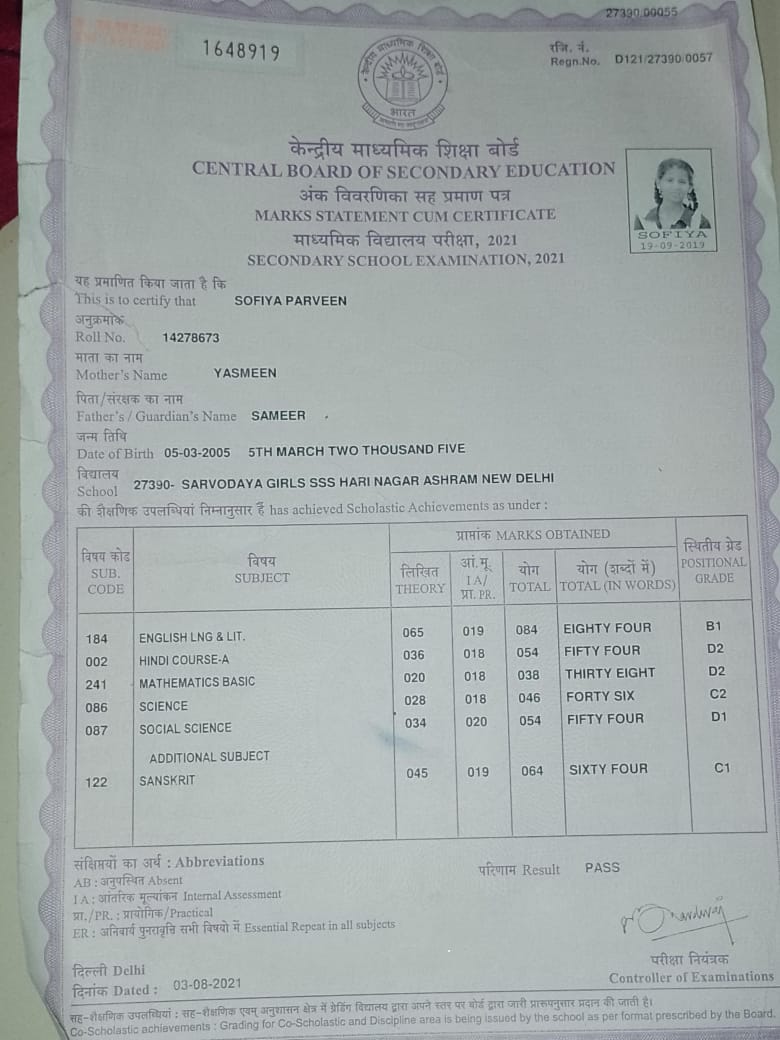 27390/00055
1648919
रजि. नं.
Regn.No. D121/27390/0057
केन्द्रीय माध्यमिक शिक्षा बोर्ड
भारत
केन्द्रीय माध्यमिक शिक्षा बोर्ड
CENTRAL BOARD OF SECONDARY EDUCATION
अंक विवरणिका सह प्रमाण पत्र
MARKS STATEMENT CUM CERTIFICATE
माध्यमिक विद्यालय परीक्षा, 2021
SECONDARY SCHOOL EXAMINATION, 2021
SOFIYA
19-09-2019
यह प्रमाणित किया जाता है कि
This is to certify that SOFIYA PARVEEN
अनुक्रमांक
Roll No. 14278673
माता का नाम
Mother's Name YASMEEN
पिता/संरक्षक का नाम
Father's / Guardian's Name SAMEER
जन्म तिथि
Date of Birth 05-03-2005 5TH MARCH TWO THOUSAND FIVE
विद्यालय
School 27390- SARVODAYA GIRLS SSS HARI NAGAR ASHRAM NEW DELHI
की शैक्षणिक उपलब्धियां निम्नानुसार हैं has achieved Scholastic Achievements as under :
विषय कोड SUB. CODE
विषय SUBJECT
प्राप्तांक MARKS OBTAINED
लिखित THEORY
आं.मू. I A/ प्रा. PR.
योग TOTAL
योग (शब्दों में) TOTAL (IN WORDS)
स्थितीय ग्रेड POSITIONAL GRADE
184 ENGLISH LNG & LIT. 065 019 084 EIGHTY FOUR B1
002 HINDI COURSE-A 036 018 054 FIFTY FOUR D2
241 MATHEMATICS BASIC 020 018 038 THIRTY EIGHT D2
086 SCIENCE 028 018 046 FORTY SIX C2
087 SOCIAL SCIENCE 034 020 054 FIFTY FOUR D1
ADDITIONAL SUBJECT
122 SANSKRIT 045 019 064 SIXTY FOUR C1
संक्षिप्तयों का अर्थ : Abbreviations
परिणाम Result PASS
AB : अनुपस्थित Absent
I A : आंतरिक मूल्यांकन Internal Assessment
प्रा./PR. : प्रायोगिक/Practical
ER : अनिवार्य पुनरावृत्ति सभी विषयो में Essential Repeat in all subjects
दिल्ली Delhi
दिनांक Dated : 03-08-2021
परीक्षा नियंत्रक
Controller of Examinations
सह-शैक्षणिक उपलब्धियां : सह-शैक्षणिक एवम् अनुशासन क्षेत्र में ग्रेडिंग विद्यालय द्वारा अपने स्तर पर बोर्ड द्वारा जारी प्रारूपनुसार प्रदान की जाती है।
Co-Scholastic achievements : Grading for Co-Scholastic and Discipline area is being issued by the school as per format prescribed by the Board.